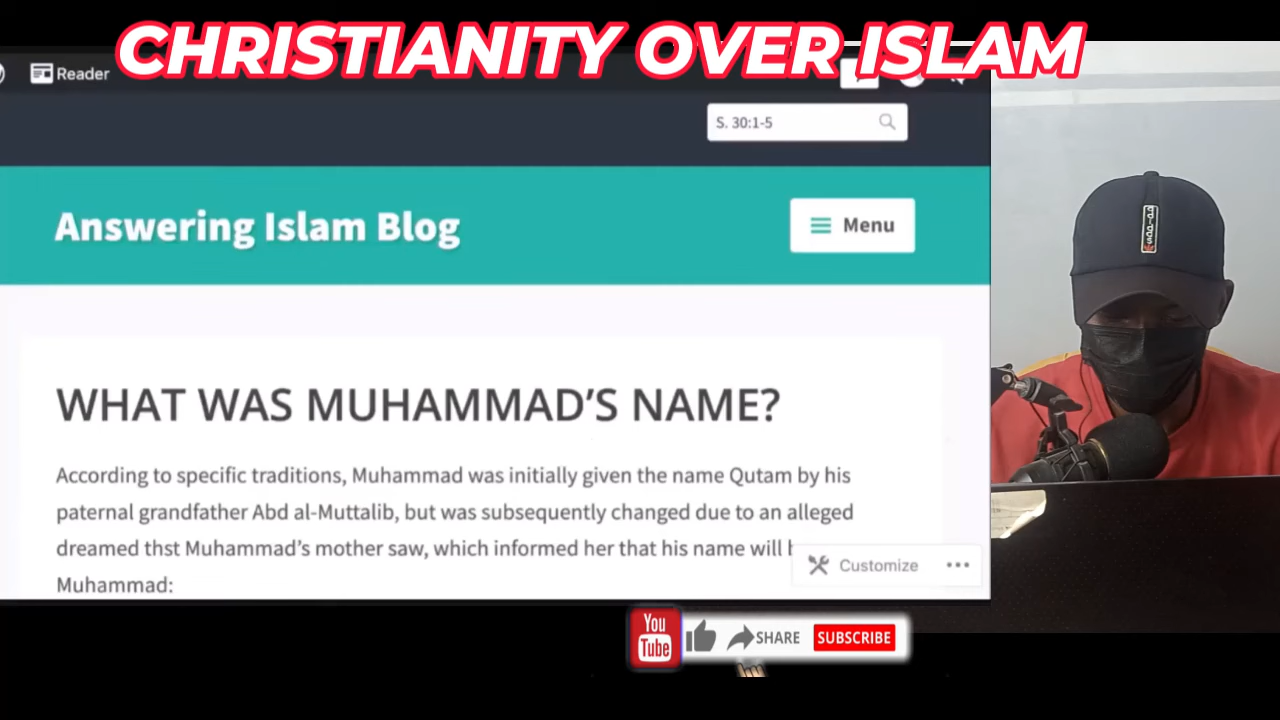 CHRISTIANITY OVER ISLAM
Reader
S. 30:1-5
Answering Islam Blog
Menu
WHAT WAS MUHAMMAD'S NAME?
According to specific traditions, Muhammad was initially given the name Qutam by his
paternal grandfather Abd al-Muttalib, but was subsequently changed due to an alleged
dreamed thst Muhammad's mother saw, which informed her that his name will
Muhammad:
Customize
You
Tube
SHARE
SUBSCRIBE